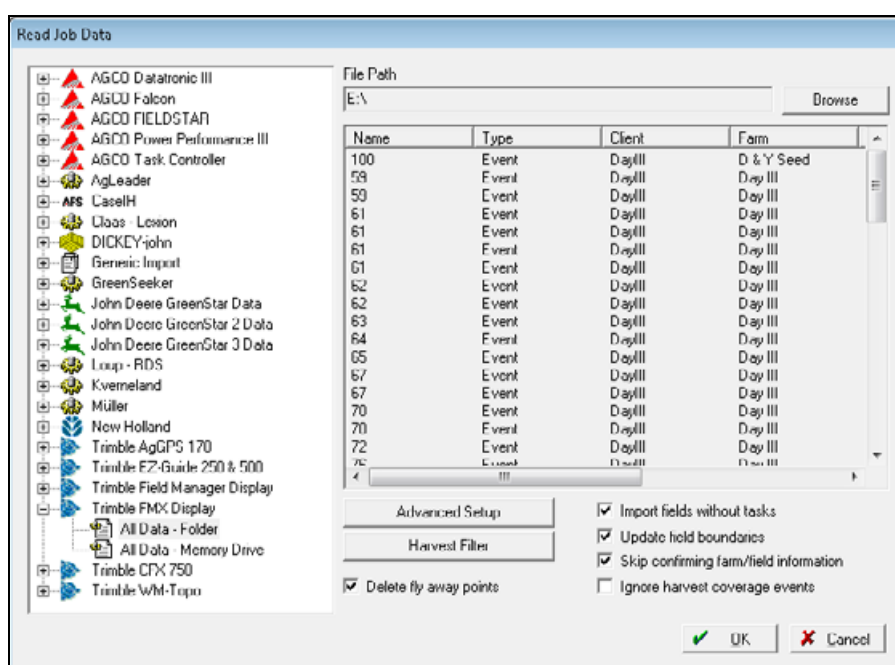 Read Job Data
AGCO Datatronic III
AGCO Falcon
AGCO FIELDSTAR
AGCO Power Performance III
AGCO Task Controller
AgLeader
AFS CaseIH
Claas - Lexion
DICKEY-john
Generic Import
GreenSeeker
John Deere GreenStar Data
John Deere GreenStar 2 Data
John Deere GreenStar 3 Data
Loup - RDS
Kverneland
Müller
New Holland
Trimble AgGPS 170
Trimble EZ-Guide 250 & 500
Trimble Field Manager Display
Trimble FMX Display
All Data - Folder
All Data - Memory Drive
Trimble CFX 750
Trimble WM-Topo
File Path
E:\
Browse
Name Type Client Farm
100 Event DayIII D & Y Seed
59 Event DayIII Day III
59 Event DayIII Day III
61 Event DayIII Day III
61 Event DayIII Day III
61 Event DayIII Day III
61 Event DayIII Day III
62 Event DayIII Day III
62 Event DayIII Day III
63 Event DayIII Day III
64 Event DayIII Day III
65 Event DayIII Day III
67 Event DayIII Day III
67 Event DayIII Day III
70 Event DayIII Day III
70 Event DayIII Day III
72 Event DayIII Day III
Event DayIII Day III
Advanced Setup
Harvest Filter
Delete fly away points
Import fields without tasks
Update field boundaries
Skip confirming farm/field information
Ignore harvest coverage events
OK
Cancel